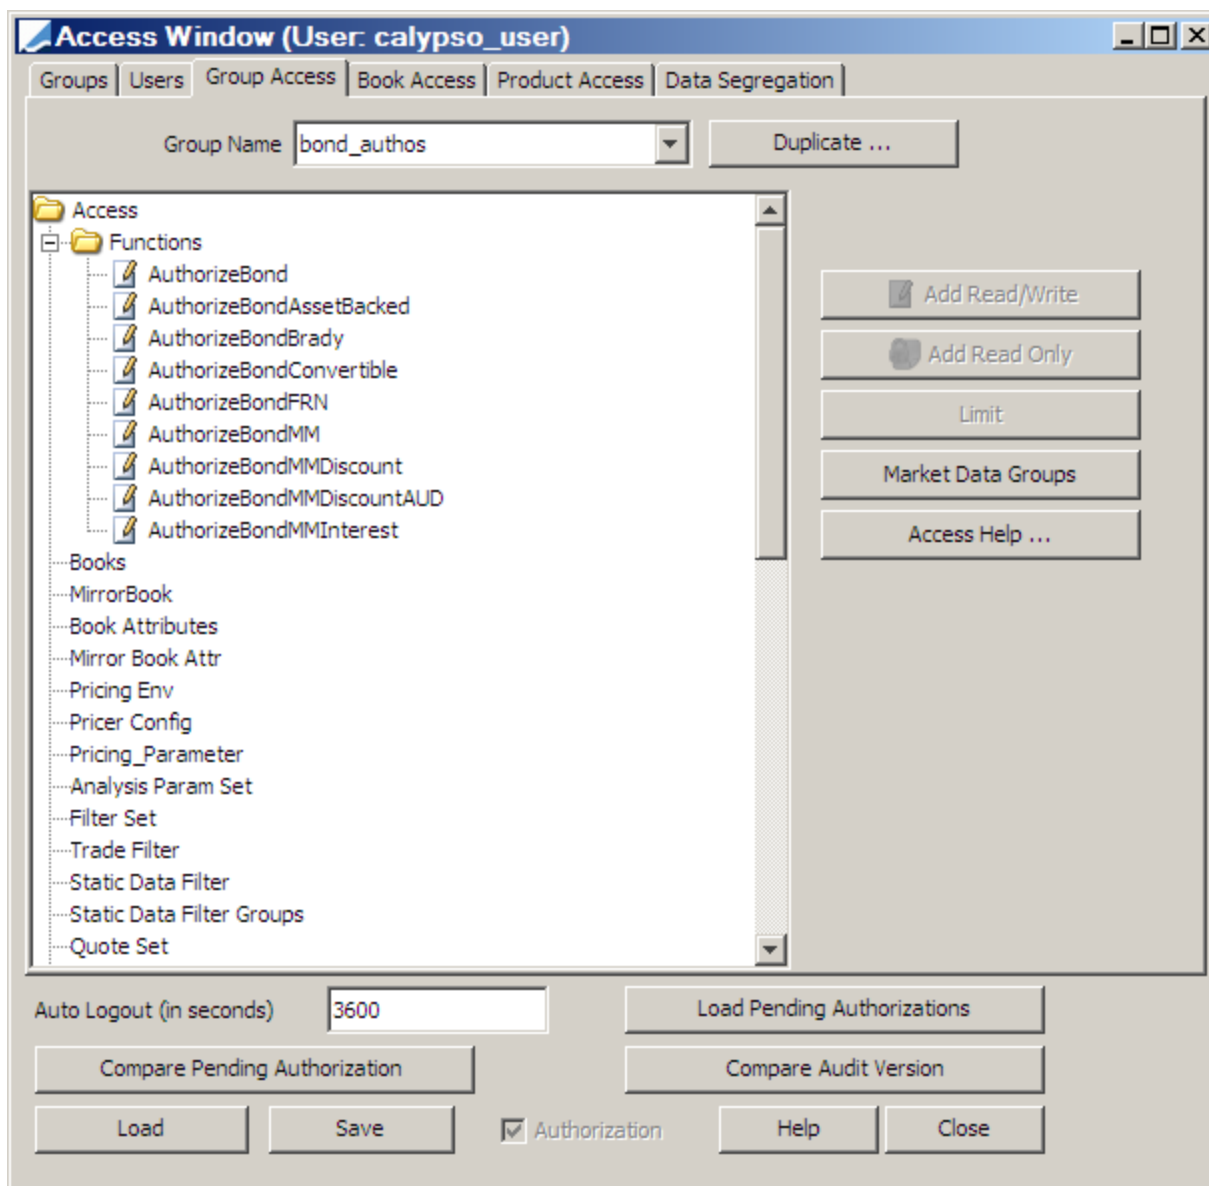 Access Window (User: calypso_user)
Groups Users Group Access Book Access Product Access Data Segregation
Group Name bond_authos Duplicate ...
Access
Functions
AuthorizeBond
AuthorizeBondAssetBacked
AuthorizeBondBrady
AuthorizeBondConvertible
AuthorizeBondFRN
AuthorizeBondMM
AuthorizeBondMMDiscount
AuthorizeBondMMDiscountAUD
AuthorizeBondMMInterest
Books
MirrorBook
Book Attributes
Mirror Book Attr
Pricing Env
Pricer Config
Pricing_Parameter
Analysis Param Set
Filter Set
Trade Filter
Static Data Filter
Static Data Filter Groups
Quote Set
Add Read/Write
Add Read Only
Limit
Market Data Groups
Access Help ...
Auto Logout (in seconds) 3600 Load Pending Authorizations
Compare Pending Authorization Compare Audit Version
Load Save Authorization Help Close